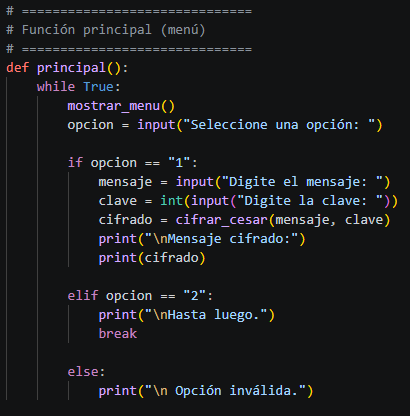 # ==============================
# Función principal (menú)
# ==============================
def principal():
    while True:
        mostrar_menu()
        opcion = input("Seleccione una opción: ")

        if opcion == "1":
            mensaje = input("Digite el mensaje: ")
            clave = int(input("Digite la clave: "))
            cifrado = cifrar_cesar(mensaje, clave)
            print("\nMensaje cifrado:")
            print(cifrado)

        elif opcion == "2":
            print("\nHasta luego.")
            break

        else:
            print("\n Opción inválida.")